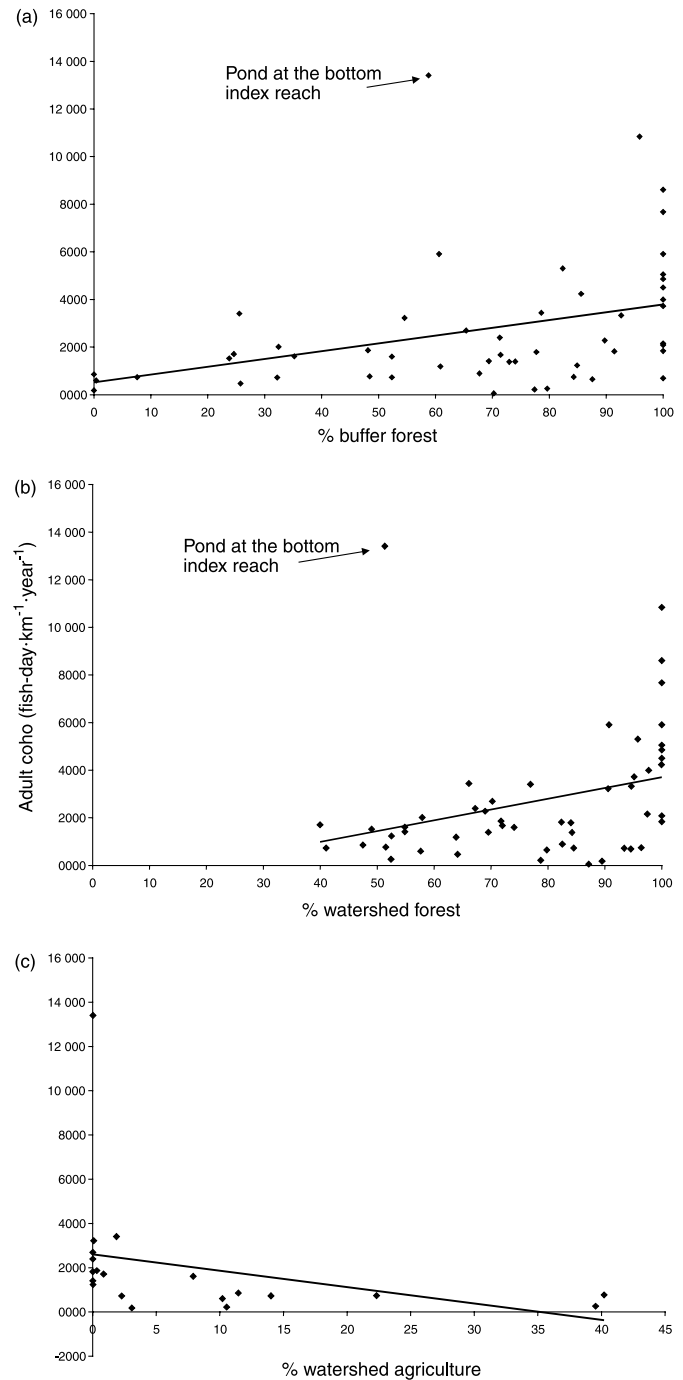 (a)
16 000
14 000
12 000
10 000
8000
6000
4000
2000
0000
Pond at the bottom
index reach
0 10 20 30 40 50 60 70 80 90 100
% buffer forest
(b)
Adult coho (fish-day·km⁻¹·year⁻¹)
16 000
14 000
12 000
10 000
8000
6000
4000
2000
0000
Pond at the bottom
index reach
0 10 20 30 40 50 60 70 80 90 100
% watershed forest
(c)
16 000
14 000
12 000
10 000
8000
6000
4000
2000
0000
-2000
0 5 10 15 20 25 30 35 40 45
% watershed agriculture